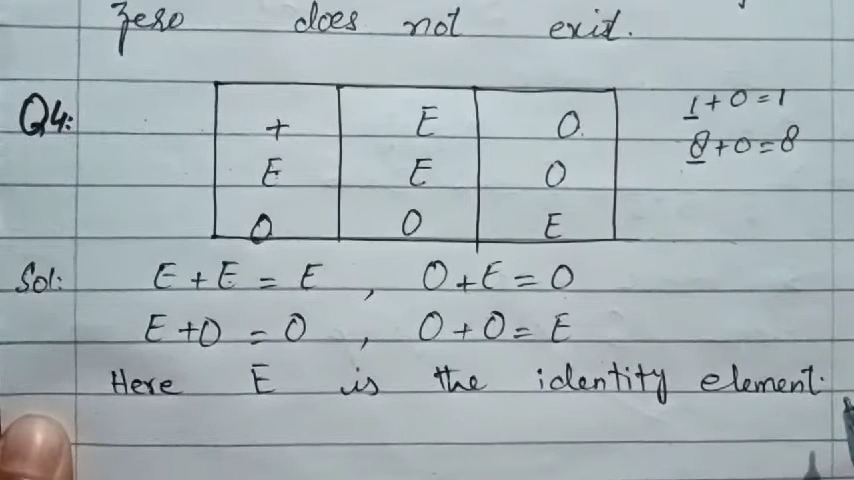 zero does not exist.
Q4:
+ E O
E E O
O O E
1+0=1
8+0=8
Sol: E+E = E , O+E = O
E+O = O , O+O = E
Here E is the identity element.